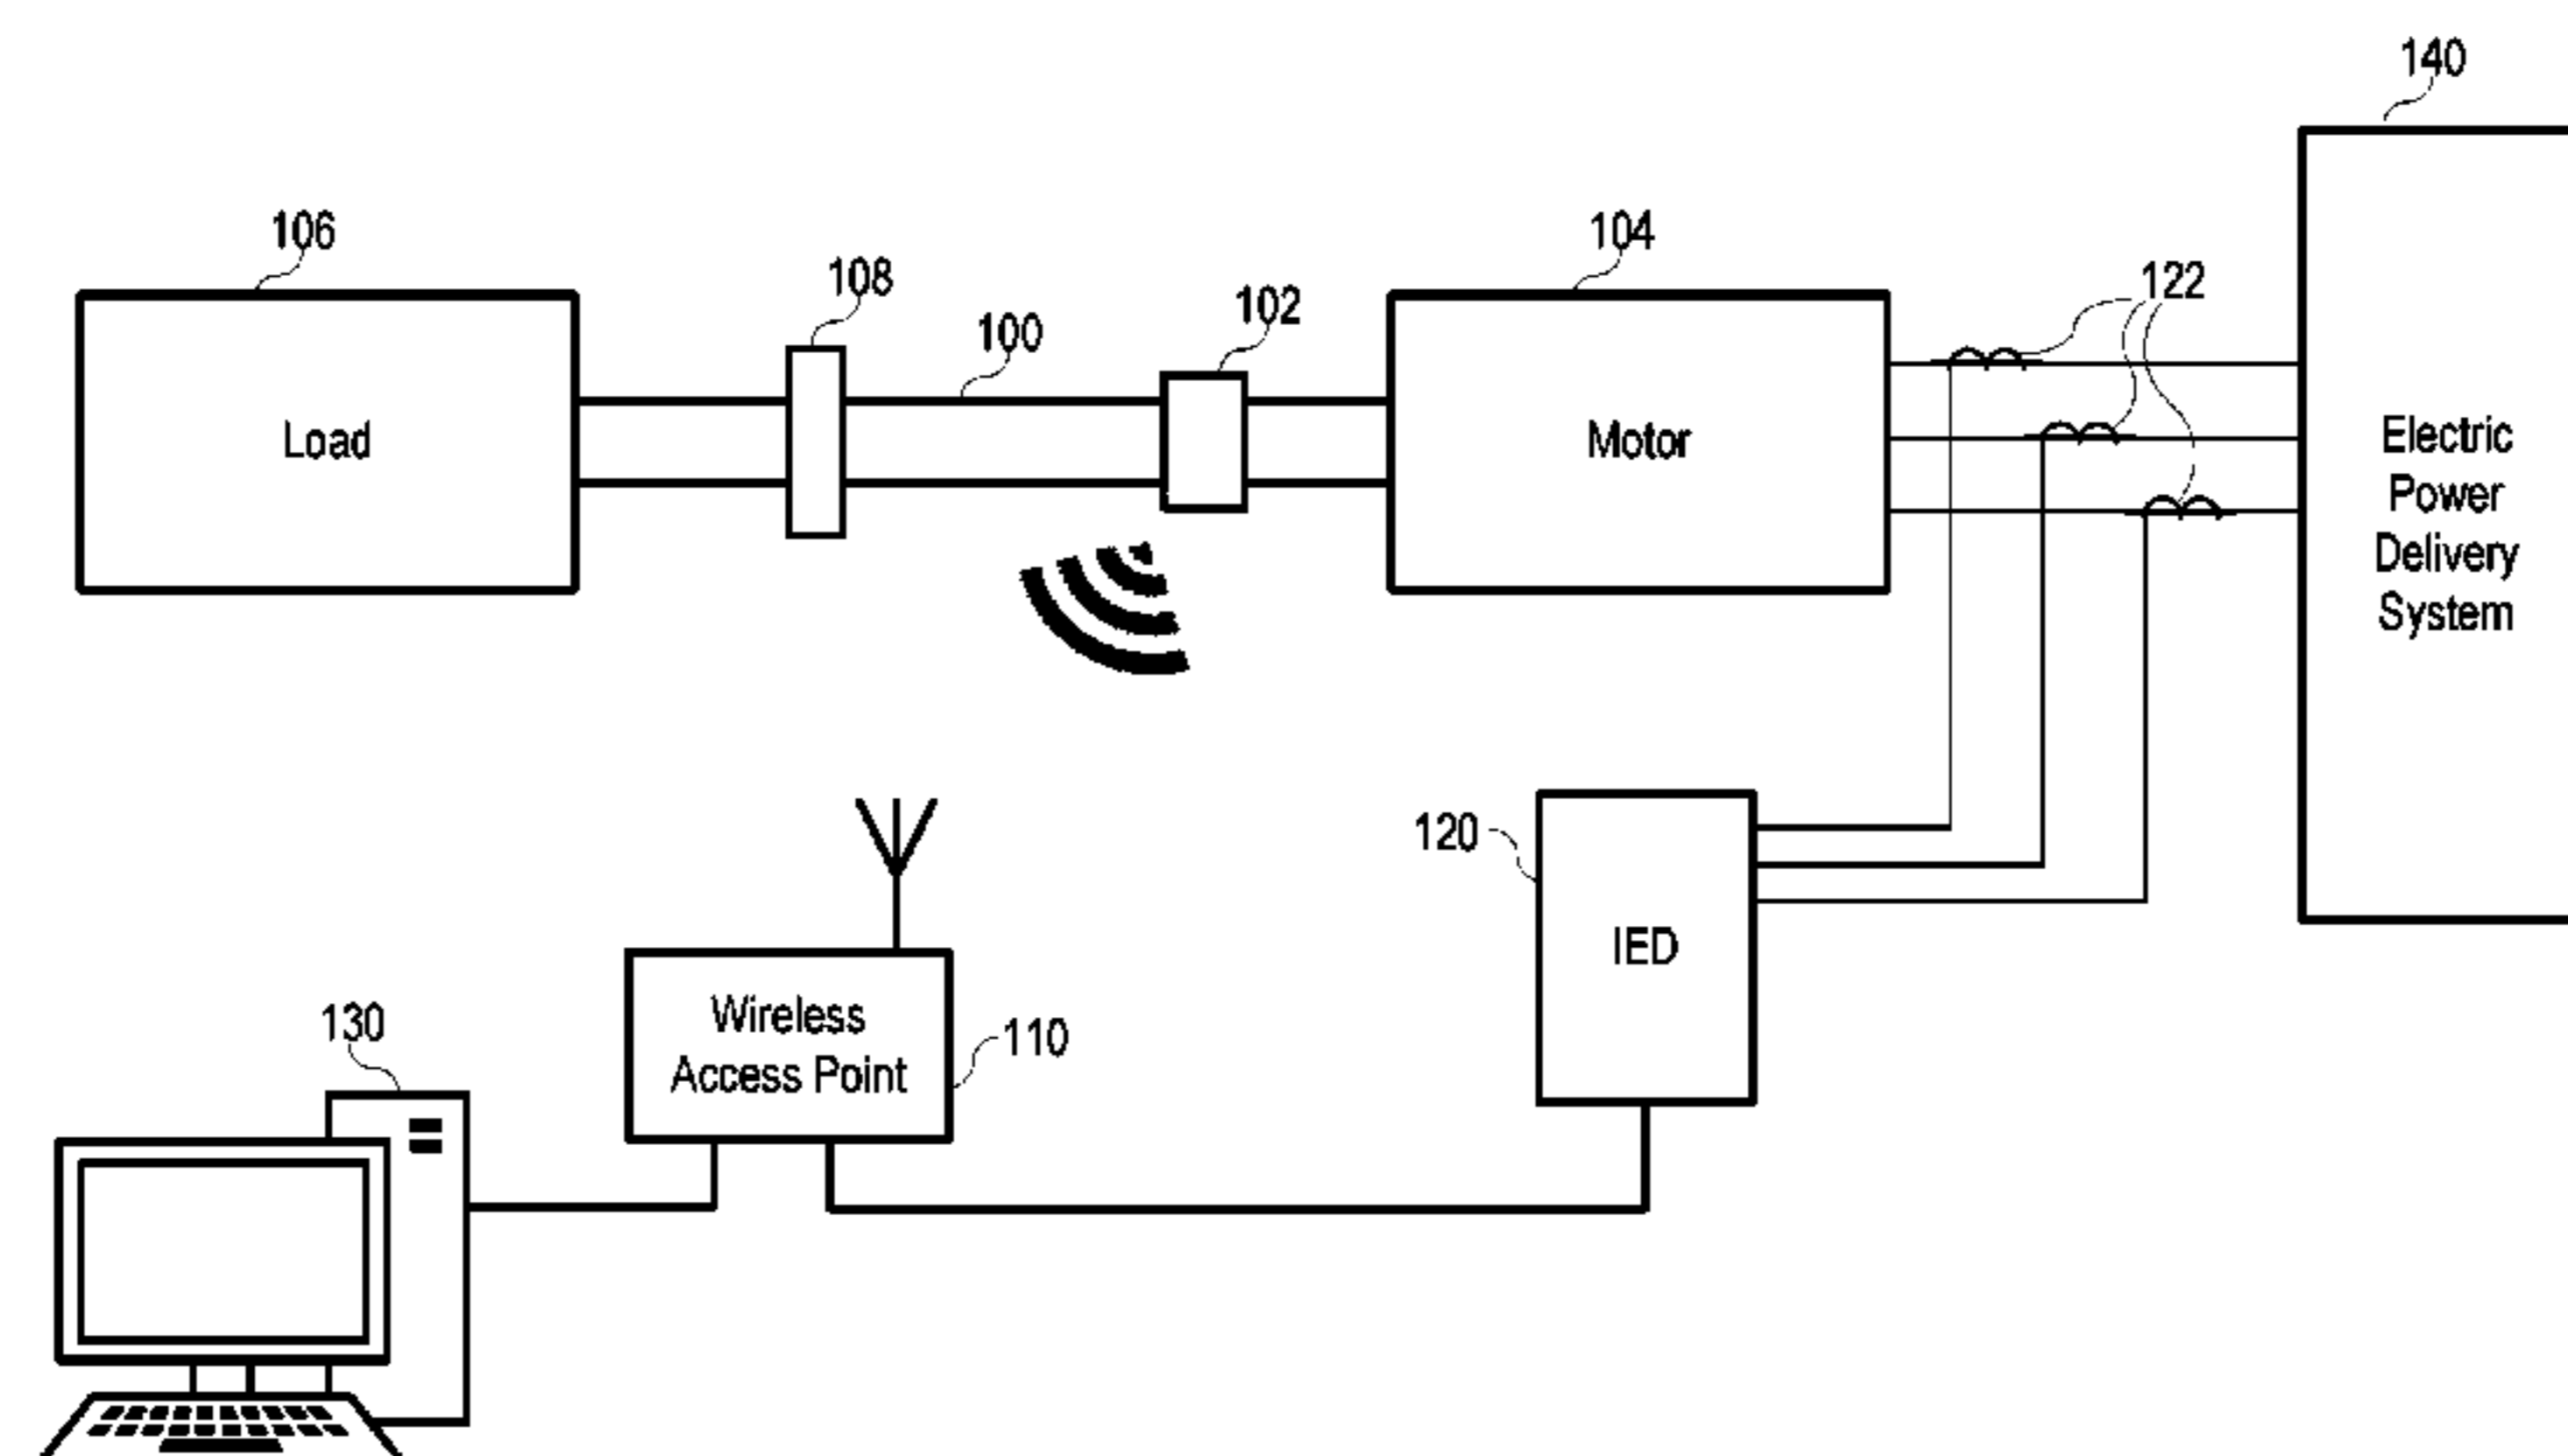 140
106
104
108
122
102
100
Load
Motor
Electric
Power
Delivery
System
120
IED
Wireless
Access Point
110
130